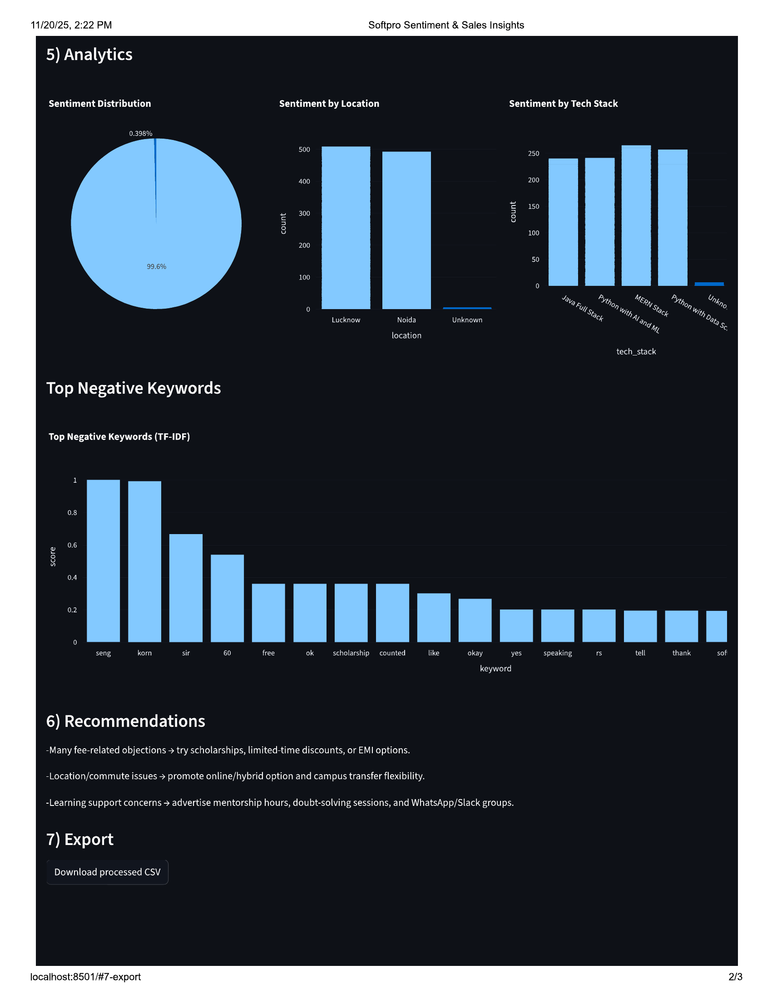 11/20/25, 2:22 PM
Softpro Sentiment & Sales Insights
5) Analytics
Sentiment Distribution
0.398%
99.6%
Sentiment by Location
500
400
300
200
100
0
count
Lucknow
Noida
Unknown
location
Sentiment by Tech Stack
250
200
150
100
50
0
count
Java Full Stack
Python with AI and ML
MERN Stack
Python with Data Sc.
Unkno.
tech_stack
Top Negative Keywords
Top Negative Keywords (TF-IDF)
1
0.8
0.6
0.4
0.2
0
score
seng
korn
sir
60
free
ok
scholarship
counted
like
okay
yes
speaking
rs
tell
thank
sof
keyword
6) Recommendations
-Many fee-related objections → try scholarships, limited-time discounts, or EMI options.
-Location/commute issues → promote online/hybrid option and campus transfer flexibility.
-Learning support concerns → advertise mentorship hours, doubt-solving sessions, and WhatsApp/Slack groups.
7) Export
Download processed CSV
localhost:8501/#7-export
2/3